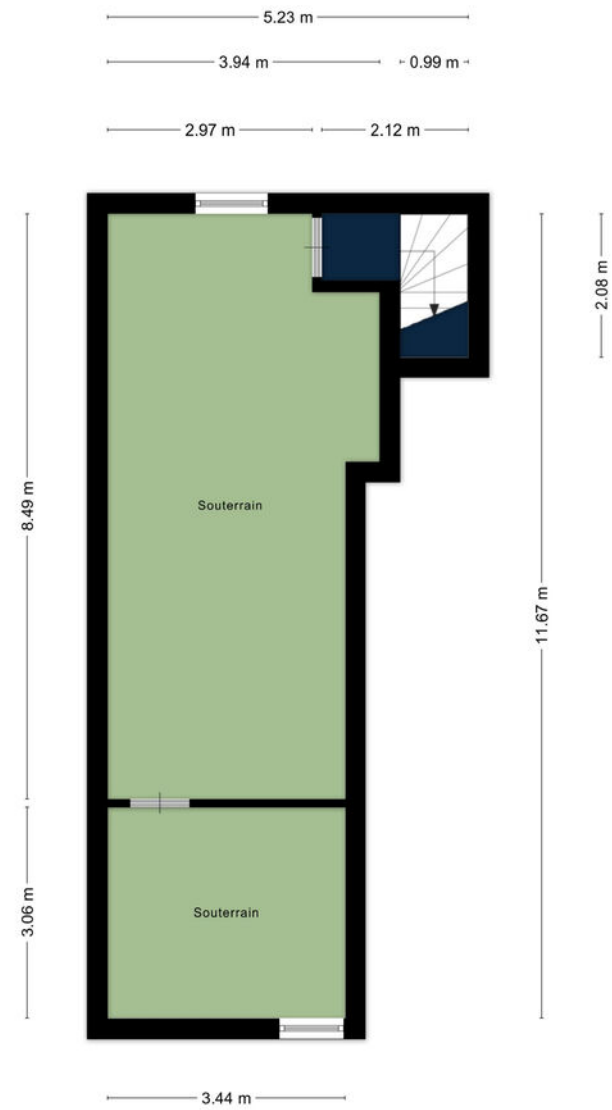 5.23 m
3.94 m
0.99 m
2.97 m
2.12 m
2.08 m
8.49 m
Souterrain
11.67 m
3.06 m
Souterrain
3.44 m